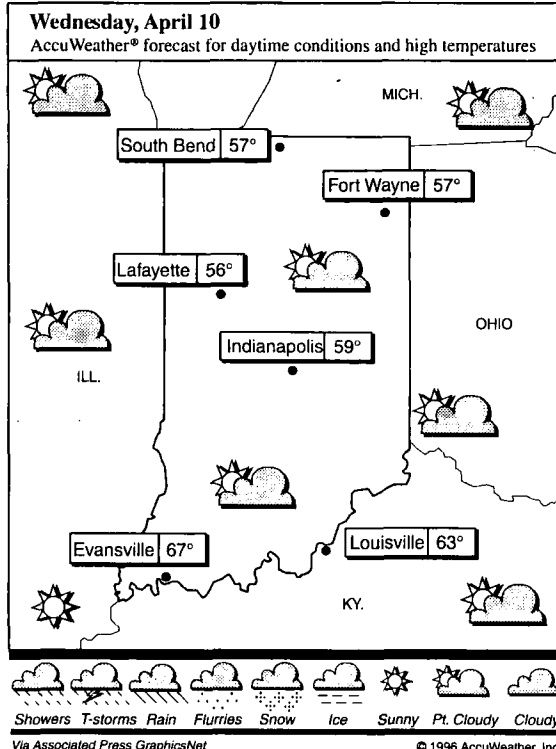 Wednesday, April 10
AccuWeather® forecast for daytime conditions and high temperatures
MICH.
South Bend 57°
Fort Wayne 57°
Lafayette 56°
OHIO
Indianapolis 59°
ILL.
Evansville 67°
Louisville 63°
KY.
Showers T-storms Rain Flurries Snow Ice Sunny Pt. Cloudy Cloudy
Via Associated Press GraphicsNet
© 1996 AccuWeather, Inc